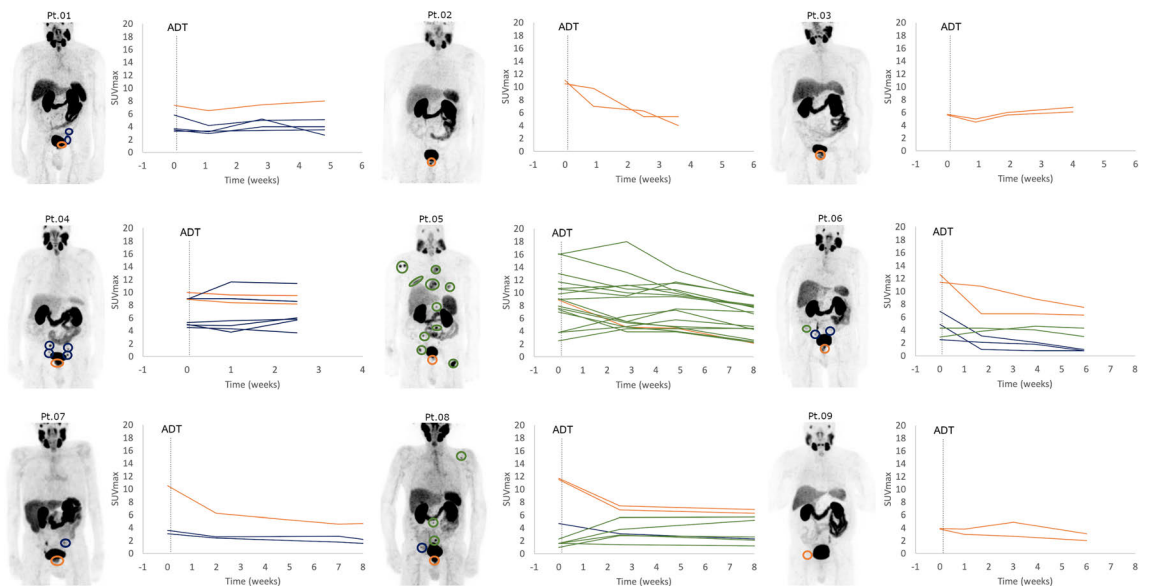 Pt.01
ADT
SUVmax
20
18
16
14
12
10
8
6
4
2
0
-1 0 1 2 3 4 5 6
Time (weeks)
Pt.02
ADT
SUVmax
20
18
16
14
12
10
8
6
4
2
0
-1 0 1 2 3 4 5 6
Time (weeks)
Pt.03
ADT
SUVmax
20
18
16
14
12
10
8
6
4
2
0
-1 0 1 2 3 4 5 6
Time (weeks)
Pt.04
ADT
SUVmax
20
18
16
14
12
10
8
6
4
2
0
-1 0 1 2 3 4
Time (weeks)
Pt.05
ADT
SUVmax
20
18
16
14
12
10
8
6
4
2
0
-1 0 1 2 3 4 5 6 7 8
Time (weeks)
Pt.06
ADT
SUVmax
20
18
16
14
12
10
8
6
4
2
0
-1 0 1 2 3 4 5 6 7 8
Time (weeks)
Pt.07
ADT
SUVmax
20
18
16
14
12
10
8
6
4
2
0
-1 0 1 2 3 4 5 6 7 8
Time (weeks)
Pt.08
ADT
SUVmax
20
18
16
14
12
10
8
6
4
2
0
-1 0 1 2 3 4 5 6 7 8
Time (weeks)
Pt.09
ADT
SUVmax
20
18
16
14
12
10
8
6
4
2
0
-1 0 1 2 3 4 5 6 7 8
Time (weeks)